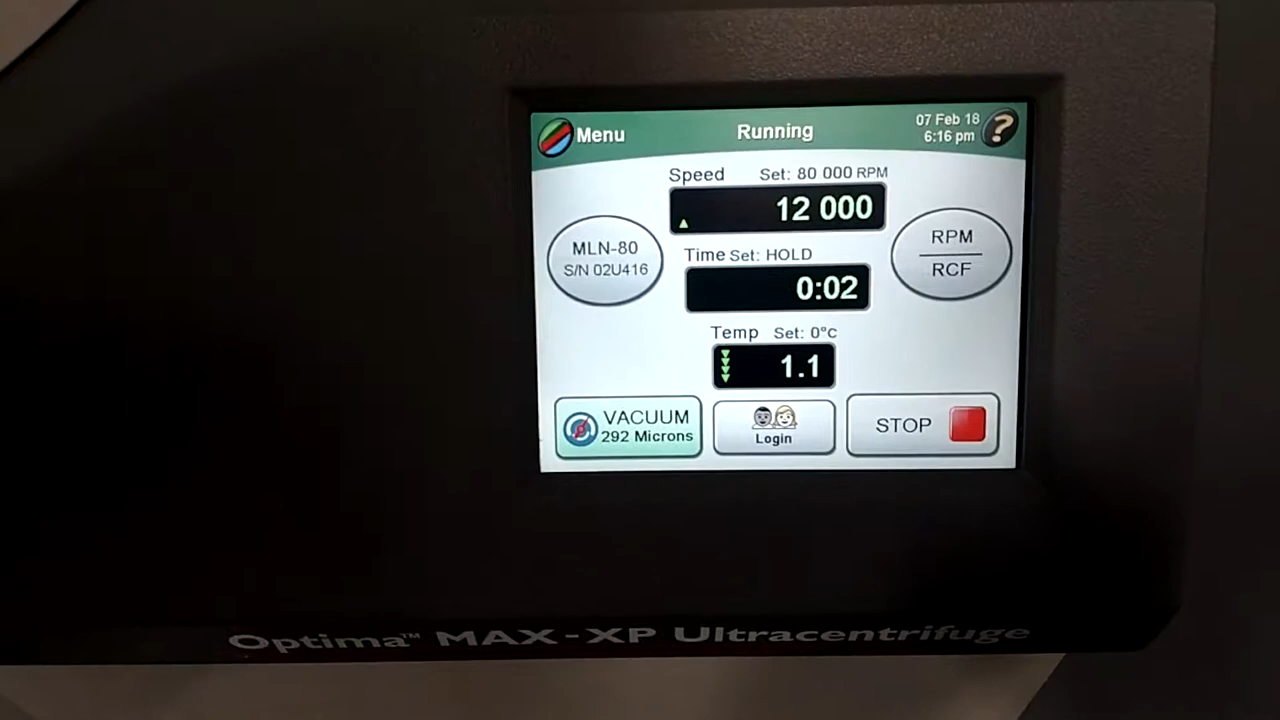 Menu
Running
07 Feb 18
6:16 pm
?
Speed Set: 80 000 RPM
12 000
MLN-80
S/N 02U416
RPM
RCF
Time Set: HOLD
0:02
Temp Set: 0°C
1.1
VACUUM
292 Microns
Login
STOP
Optima™ MAX-XP Ultracentrifuge